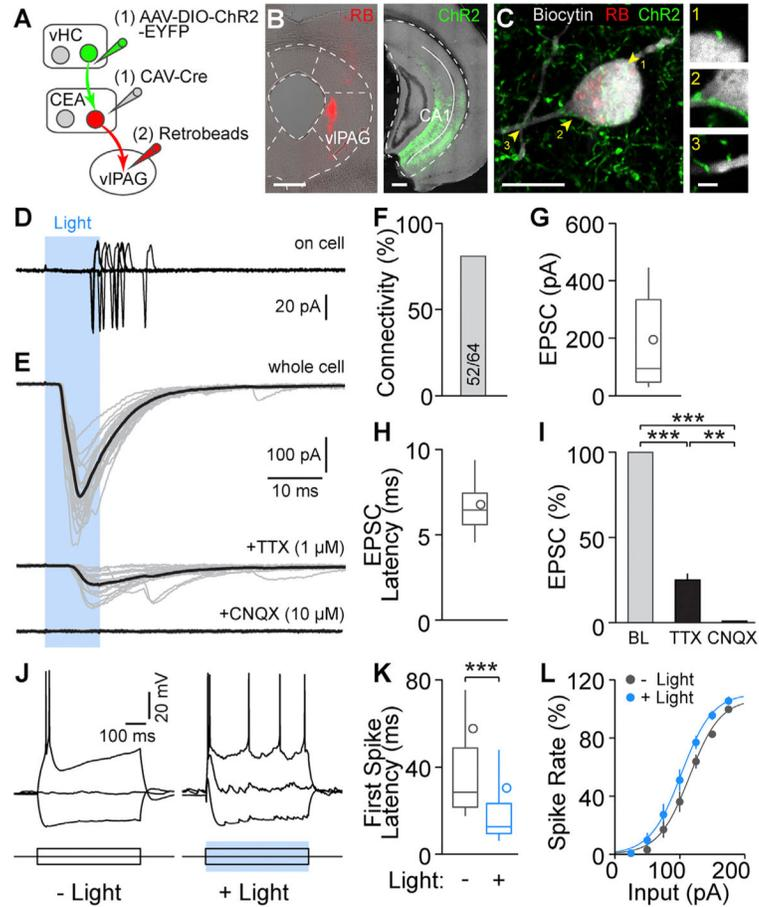 A
(1) AAV-DIO-ChR2
-EYFP
vHC
(1) CAV-Cre
CEA
(2) Retrobeads
vlPAG
B
RB
vlPAG
ChR2
CA1
C
Biocytin RB ChR2
1
2
3
1
2
3
D
Light
on cell
20 pA
E
whole cell
100 pA
10 ms
+TTX (1 µM)
+CNQX (10 µM)
F
Connectivity (%)
100
50
0
52/64
G
EPSC (pA)
600
400
200
0
H
EPSC
Latency (ms)
10
5
0
I
***
*** **
EPSC (%)
100
50
0
BL TTX CNQX
J
20 mV
100 ms
- Light + Light
K
***
First Spike
Latency (ms)
80
40
0
Light: - +
L
- Light
+ Light
Spike Rate (%)
120
80
40
0
0 100 200
Input (pA)